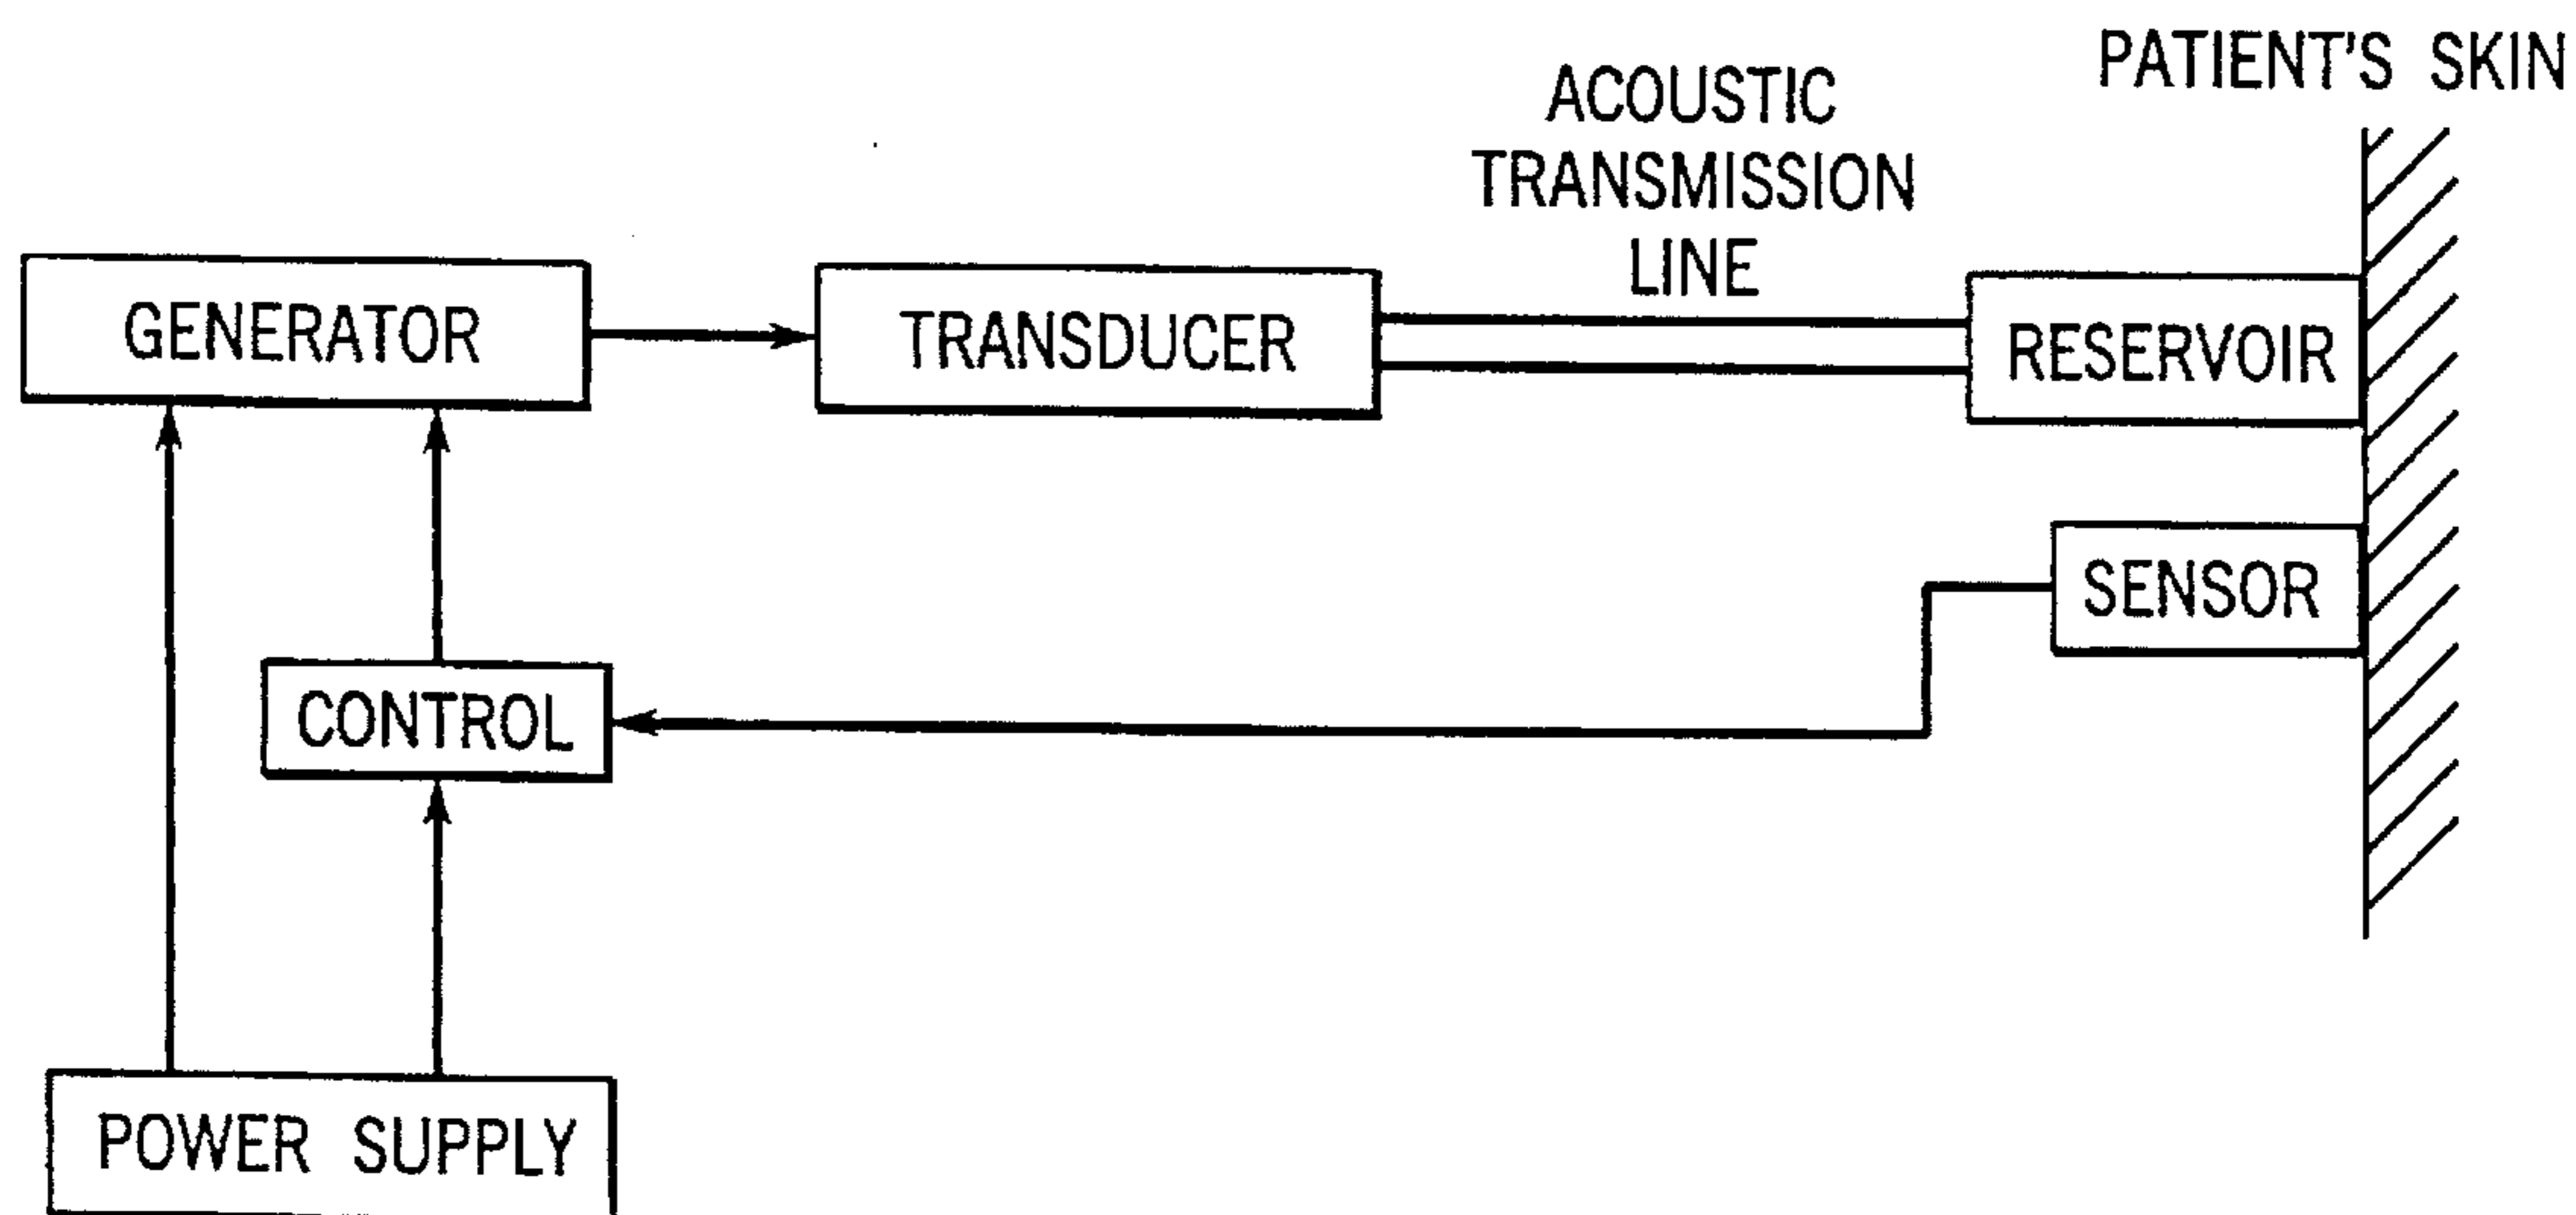 PATIENT'S SKIN
ACOUSTIC
TRANSMISSION
LINE
GENERATOR
TRANSDUCER
RESERVOIR
SENSOR
CONTROL
POWER SUPPLY